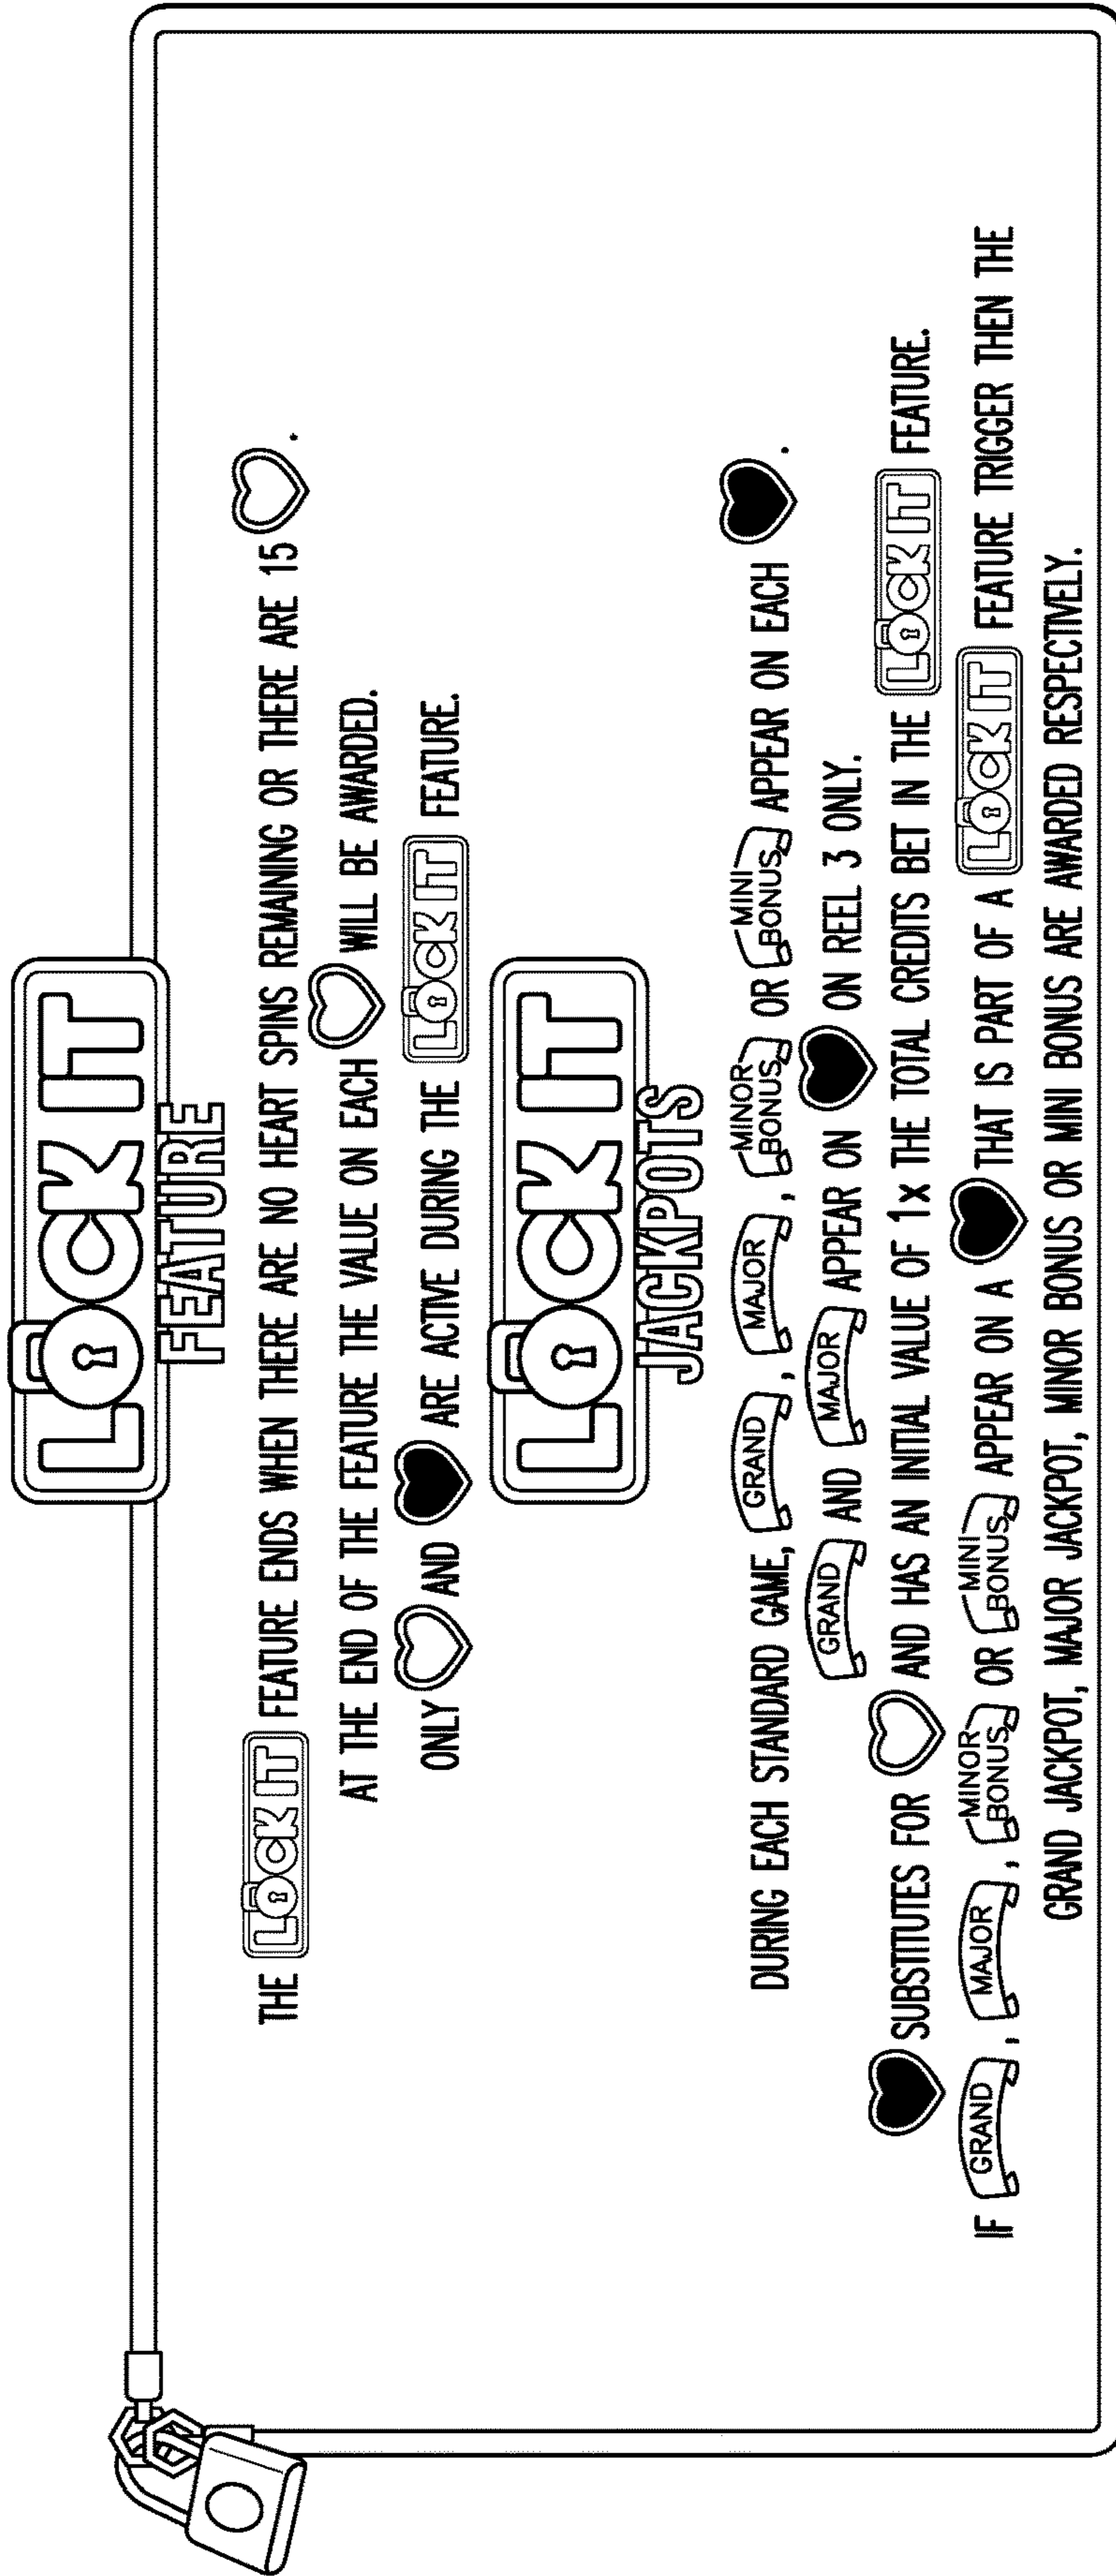 LOCK IT
FEATURE
THE LOCK IT FEATURE ENDS WHEN THERE ARE NO HEART SPINS REMAINING OR THERE ARE 15 .
AT THE END OF THE FEATURE THE VALUE ON EACH WILL BE AWARDED.
ONLY AND ARE ACTIVE DURING THE LOCK IT FEATURE.
LOCK IT
JACKPOTS
DURING EACH STANDARD GAME, GRAND, MAJOR, MINOR BONUS OR MINI BONUS APPEAR ON EACH .
GRAND AND MAJOR APPEAR ON ON REEL 3 ONLY.
SUBSTITUTES FOR AND HAS AN INITIAL VALUE OF 1x THE TOTAL CREDITS BET IN THE LOCK IT FEATURE.
IF GRAND, MAJOR, MINOR BONUS OR MINI BONUS APPEAR ON A THAT IS PART OF A LOCK IT FEATURE TRIGGER THEN THE
GRAND JACKPOT, MAJOR JACKPOT, MINOR BONUS OR MINI BONUS ARE AWARDED RESPECTIVELY.